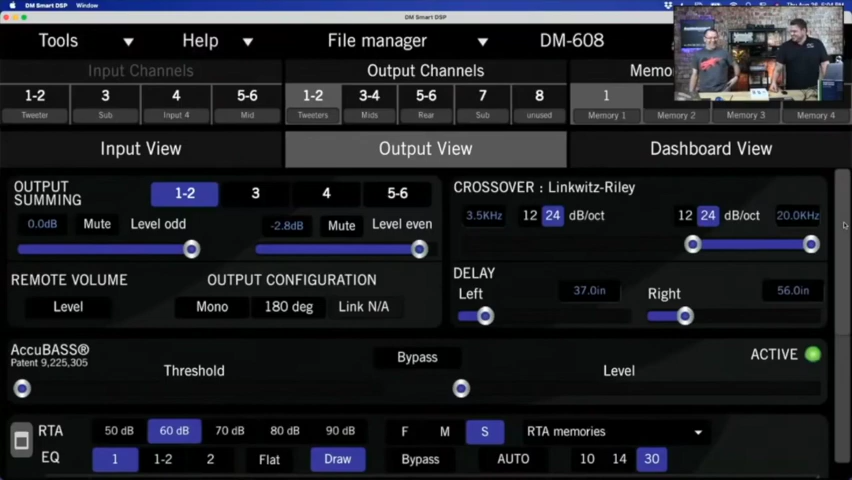 DM Smart DSP Window
DM Smart DSP
Tools Help File manager DM-608
Input Channels Output Channels
1-2 3 4 5-6 1-2 3-4 5-6 7 8 1
Tweeter Sub Input 4 Mid Tweeters Mids Rear Sub unused Memory 1 Memory 2 Memory 3 Memory 4
Input View Output View Dashboard View
OUTPUT SUMMING 1-2 3 4 5-6
0.0dB Mute Level odd -2.8dB Mute Level even
REMOTE VOLUME OUTPUT CONFIGURATION
Level Mono 180 deg Link N/A
CROSSOVER : Linkwitz-Riley
3.5KHz 12 24 dB/oct 12 24 dB/oct 20.0KHz
DELAY
Left 37.0in Right 56.0in
AccuBASS®
Patent 9,225,305
Threshold Bypass Level ACTIVE
RTA 50 dB 60 dB 70 dB 80 dB 90 dB F M S RTA memories
EQ 1 1-2 2 Flat Draw Bypass AUTO 10 14 30